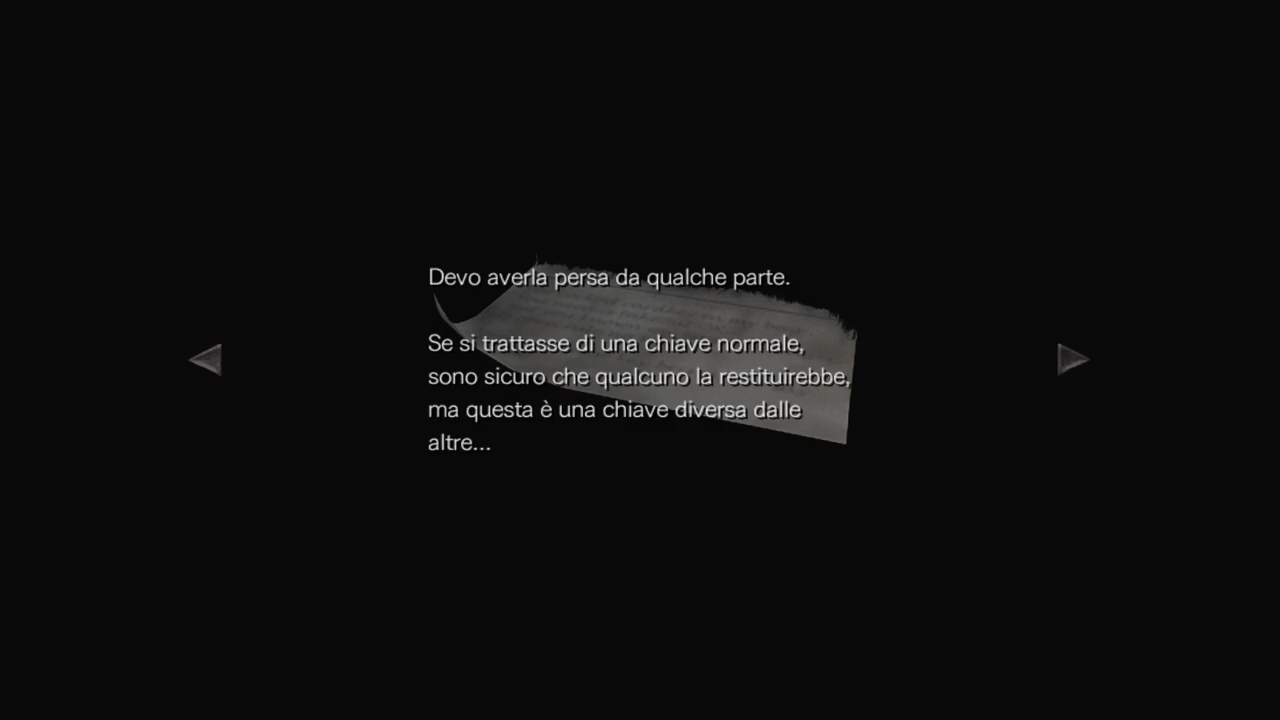 Devo averla persa da qualche parte.
Se si trattasse di una chiave normale,
sono sicuro che qualcuno la restituirebbe,
ma questa è una chiave diversa dalle
altre...